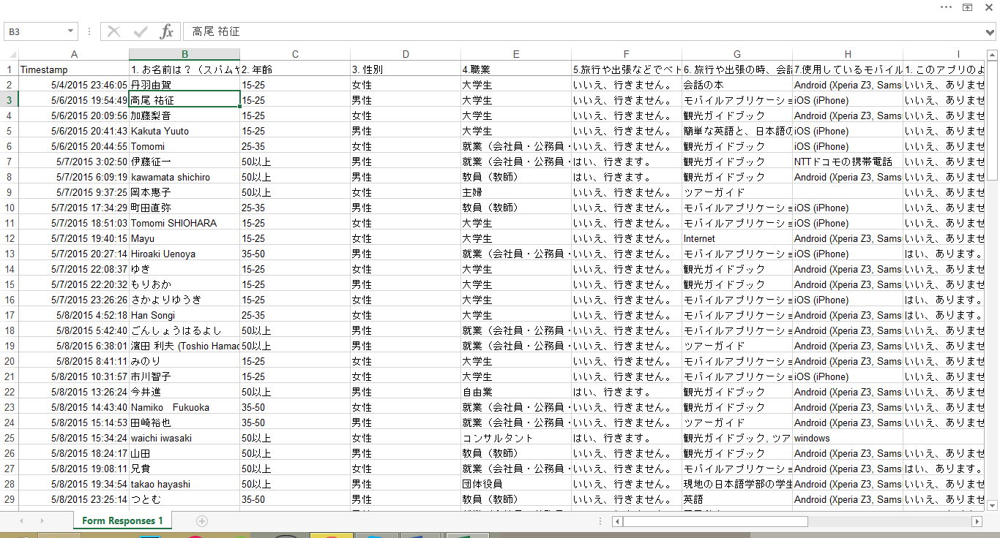 B3 fx 高尾 祐征
A B C D E F G H I
1 Timestamp 1. お名前は？（スパムヤ 2. 年齢 3. 性別 4.職業 5.旅行や出張などでベト 6. 旅行や出張の時、会話 7.使用しているモバイル 1. このアプリのよ
2 5/4/2015 23:46:05 丹羽由賀 15-25 女性 大学生 いいえ、行きません。 会話の本 Android (Xperia Z3, Sams いいえ、ありませ
3 5/6/2015 19:54:49 高尾 祐征 15-25 男性 大学生 いいえ、行きません。 モバイルアプリケーショ iOS (iPhone) いいえ、ありませ
4 5/6/2015 20:09:56 加藤梨音 15-25 女性 大学生 いいえ、行きません。 観光ガイドブック Android (Xperia Z3, Sams いいえ、ありませ
5 5/6/2015 20:41:43 Kakuta Yuuto 15-25 男性 大学生 いいえ、行きません。 簡単な英語と、日本語の iOS (iPhone) いいえ、ありませ
6 5/6/2015 20:44:55 Tomomi 25-35 女性 就業（会社員・公務員・ いいえ、行きません。 観光ガイドブック iOS (iPhone) いいえ、ありませ
7 5/7/2015 3:02:50 伊藤征一 50以上 男性 就業（会社員・公務員・ はい、行きます。 観光ガイドブック NTTドコモの携帯電話 いいえ、ありませ
8 5/7/2015 6:09:19 kawamata shichiro 50以上 男性 教員（教師） はい、行きます。 観光ガイドブック Android (Xperia Z3, Sams いいえ、ありませ
9 5/7/2015 9:37:25 岡本惠子 50以上 女性 主婦 いいえ、行きません。 ツアーガイド いいえ、ありませ
10 5/7/2015 17:34:29 町田直弥 25-35 男性 教員（教師） いいえ、行きません。 モバイルアプリケーショ iOS (iPhone) いいえ、ありませ
11 5/7/2015 18:51:03 Tomomi SHIOHARA 15-25 女性 大学生 いいえ、行きません。 モバイルアプリケーショ iOS (iPhone) いいえ、ありませ
12 5/7/2015 19:40:15 Mayu 15-25 女性 大学生 いいえ、行きません。 Internet Android (Xperia Z3, Sams いいえ、ありませ
13 5/7/2015 20:27:14 Hiroaki Uenoya 35-50 男性 就業（会社員・公務員・ いいえ、行きません。 モバイルアプリケーショ iOS (iPhone) はい、あります。
14 5/7/2015 22:08:37 ゆき 15-25 女性 大学生 いいえ、行きません。 観光ガイドブック Android (Xperia Z3, Sams いいえ、ありませ
15 5/7/2015 22:20:32 もりおか 15-25 男性 大学生 いいえ、行きません。 観光ガイドブック Android (Xperia Z3, Sams いいえ、ありませ
16 5/7/2015 23:26:26 さかよりゆうき 15-25 女性 大学生 いいえ、行きません。 モバイルアプリケーショ iOS (iPhone) はい、あります。
17 5/8/2015 4:52:18 Han Songi 25-35 女性 大学生 いいえ、行きません。 モバイルアプリケーショ Android (Xperia Z3, Sams はい、あります。
18 5/8/2015 5:42:40 ごんしょうはるよし 50以上 男性 就業（会社員・公務員・ いいえ、行きません。 観光ガイドブック Android (Xperia Z3, Sams いいえ、ありませ
19 5/8/2015 6:38:01 濱田 利夫 (Toshio Hamad 50以上 男性 就業（会社員・公務員・ いいえ、行きません。 ツアーガイド Android (Xperia Z3, Sams いいえ、ありませ
20 5/8/2015 8:41:11 みのり 15-25 女性 大学生 いいえ、行きません。 モバイルアプリケーショ Android (Xperia Z3, Sams いいえ、ありませ
21 5/8/2015 10:31:57 市川智子 15-25 女性 大学生 いいえ、行きません。 モバイルアプリケーショ iOS (iPhone) いいえ、ありませ
22 5/8/2015 13:26:24 今井進 50以上 男性 自由業 はい、行きます。 観光ガイドブック Android (Xperia Z3, Sams いいえ、ありませ
23 5/8/2015 14:43:40 Namiko　Fukuoka 35-50 女性 就業（会社員・公務員・ いいえ、行きません。 観光ガイドブック Android (Xperia Z3, Sams いいえ、ありませ
24 5/8/2015 15:14:53 田崎裕也 35-50 男性 就業（会社員・公務員・ いいえ、行きません。 ツアーガイド Android (Xperia Z3, Sams いいえ、ありませ
25 5/8/2015 15:34:24 waichi iwasaki 50以上 女性 コンサルタント はい、行きます。 観光ガイドブック, ツア windows
26 5/8/2015 18:24:17 山田 50以上 男性 教員（教師） いいえ、行きません。 観光ガイドブック Android (Xperia Z3, Sams いいえ、ありませ
27 5/8/2015 19:08:11 兄貴 50以上 女性 就業（会社員・公務員・ いいえ、行きません。 モバイルアプリケーショ Android (Xperia Z3, Sams はい、あります。
28 5/8/2015 19:34:54 takao hayashi 50以上 男性 団体役員 いいえ、行きません。 現地の日本語学部の学生 Android (Xperia Z3, Sams いいえ、ありませ
29 5/8/2015 23:25:14 つとむ 35-50 男性 教員（教師） いいえ、行きません。 英語 Android (Xperia Z3, Sams いいえ、ありませ
Form Responses 1